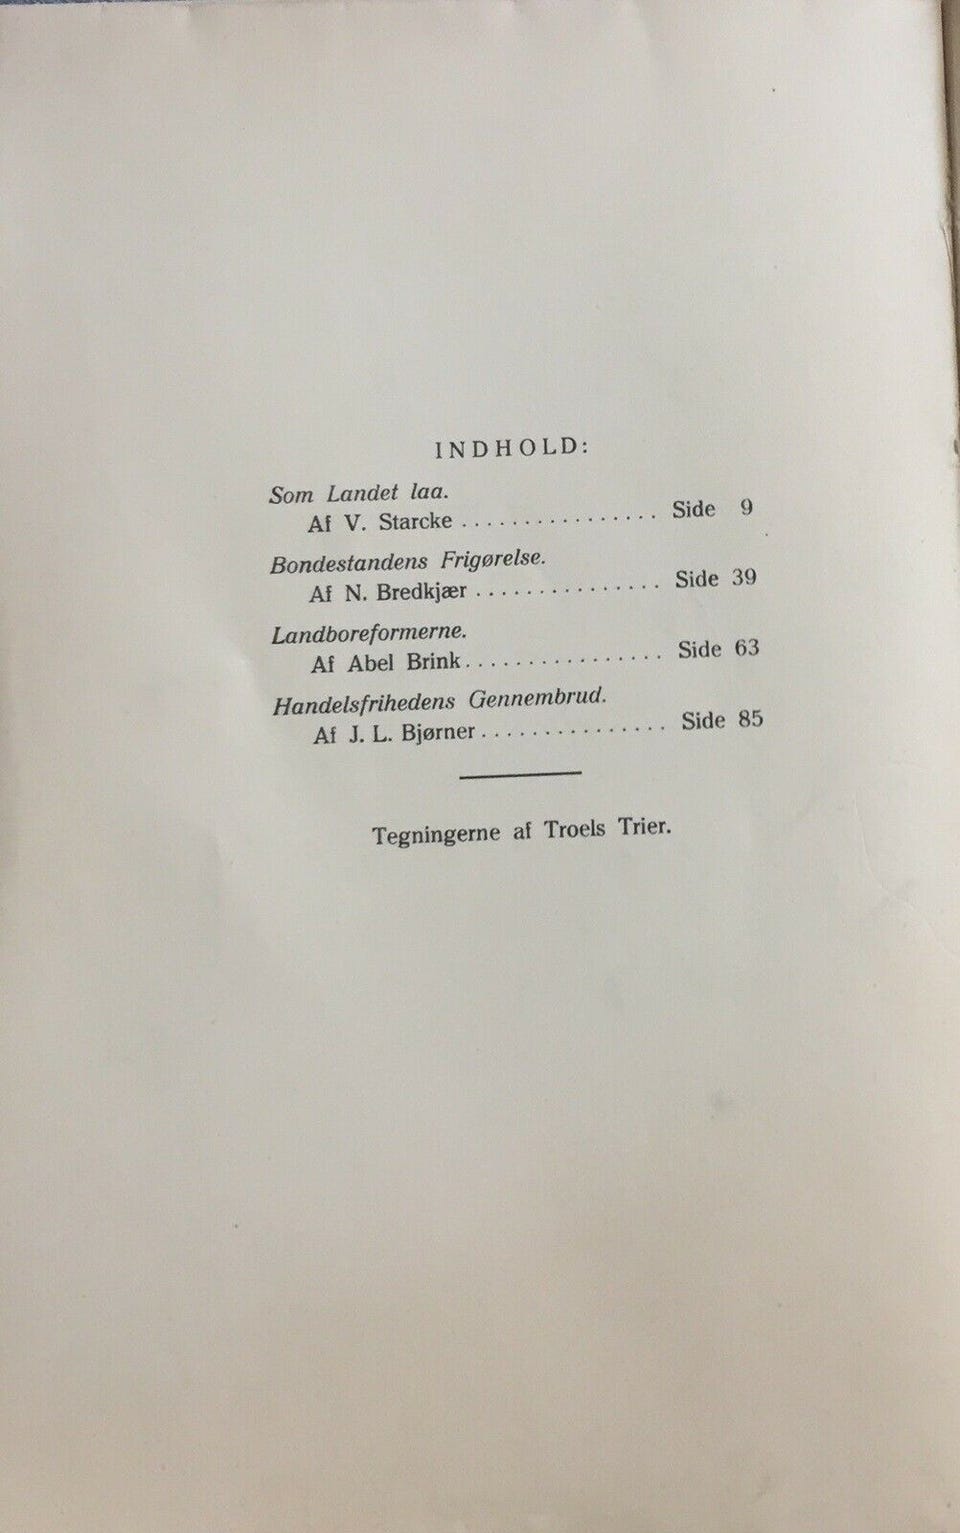 INDHOLD:
Som Landet laa.
Af V. Starcke ................ Side 9
Bondestandens Frigørelse.
Af N. Bredkjær ............... Side 39
Landboreformerne.
Af Abel Brink................ Side 63
Handelsfrihedens Gennembrud.
Af J. L. Bjørner............... Side 85
Tegningerne af Troels Trier.